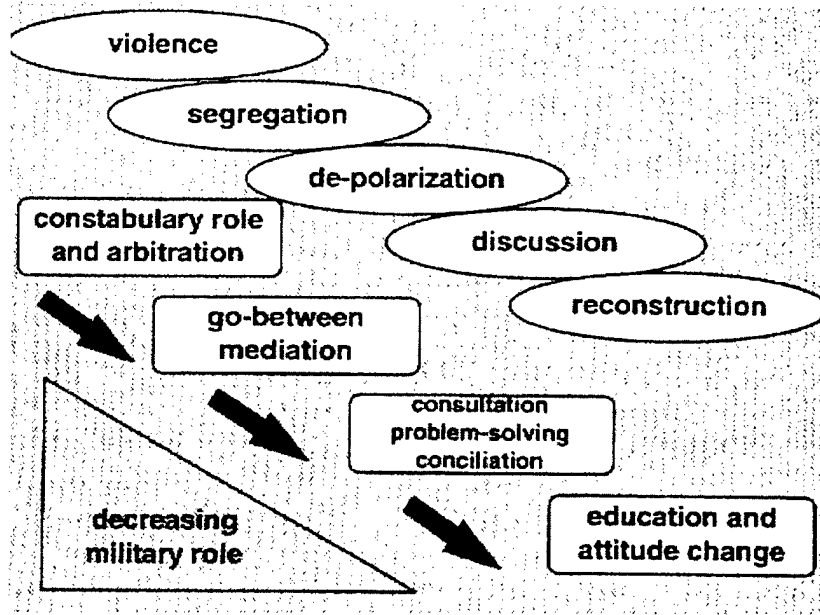 violence
segregation
de-polarization
constabulary role
and arbitration
discussion
go-between
mediation
reconstruction
consultation
problem-solving
conciliation
decreasing
military role
education and
attitude change